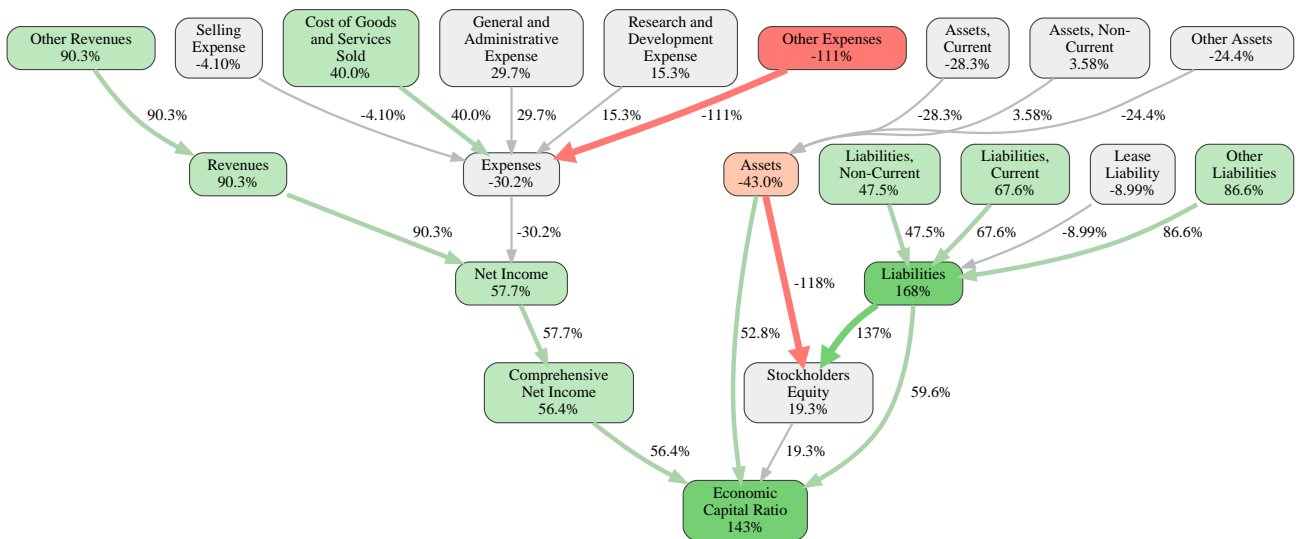 Other Revenues
90.3%
Selling
Expense
-4.10%
Cost of Goods
and Services
Sold
40.0%
General and
Administrative
Expense
29.7%
Research and
Development
Expense
15.3%
Other Expenses
-111%
Assets,
Current
-28.3%
Assets, Non-
Current
3.58%
Other Assets
-24.4%
90.3%
-4.10%
40.0%
29.7%
15.3%
-111%
-28.3%
3.58%
-24.4%
Revenues
90.3%
Expenses
-30.2%
Assets
-43.0%
Liabilities,
Non-Current
47.5%
Liabilities,
Current
67.6%
Lease
Liability
-8.99%
Other
Liabilities
86.6%
90.3%
-30.2%
47.5%
67.6%
-8.99%
86.6%
Net Income
57.7%
Liabilities
168%
57.7%
52.8%
-118%
137%
59.6%
Comprehensive
Net Income
56.4%
Stockholders
Equity
19.3%
56.4%
19.3%
Economic
Capital Ratio
143%